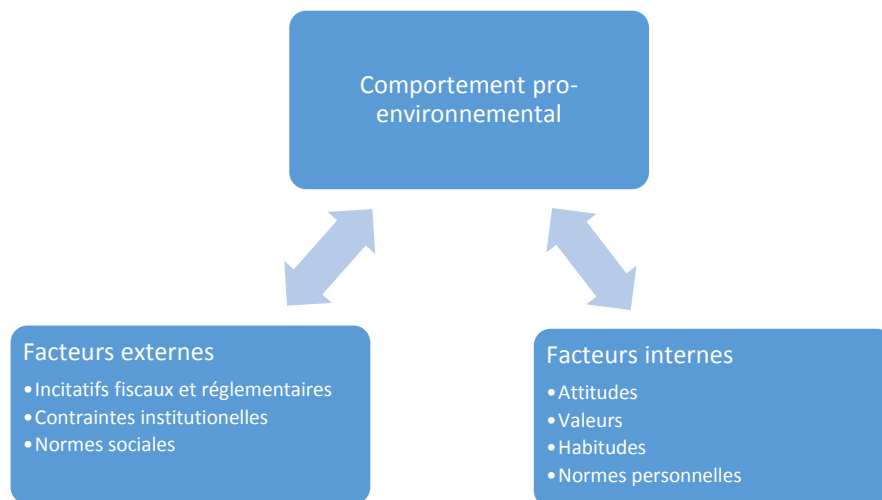 Comportement pro-
environnemental
Facteurs externes
•Incitatifs fiscaux et réglementaires
•Contraintes institutionelles
•Normes sociales
Facteurs internes
•Attitudes
•Valeurs
•Habitudes
•Normes personnelles